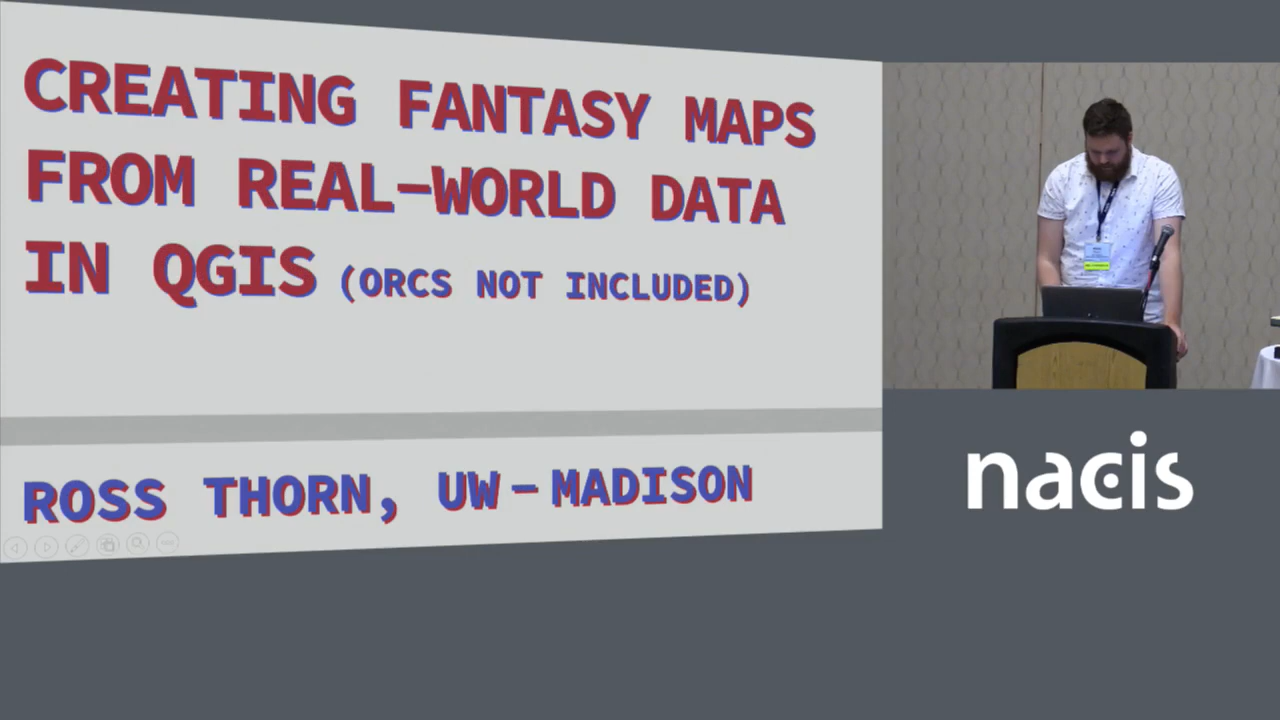 CREATING FANTASY MAPS
FROM REAL-WORLD DATA
IN QGIS (ORCS NOT INCLUDED)
ROSS THORN, UW-MADISON
nacis